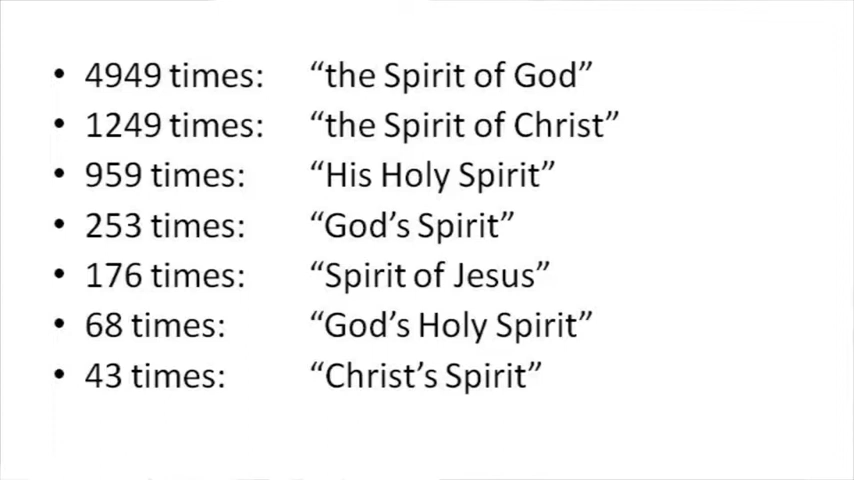 • 4949 times: “the Spirit of God”
• 1249 times: “the Spirit of Christ”
• 959 times: “His Holy Spirit”
• 253 times: “God’s Spirit”
• 176 times: “Spirit of Jesus”
• 68 times: “God’s Holy Spirit”
• 43 times: “Christ’s Spirit”